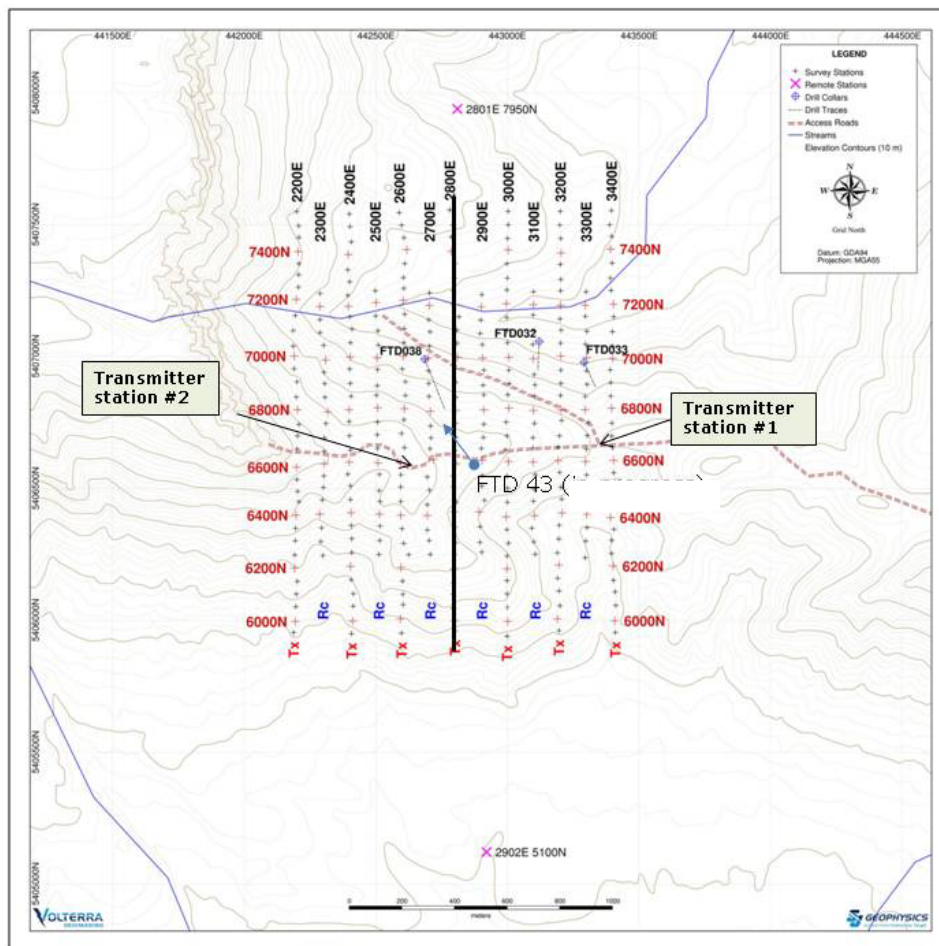 441500E 442000E 442500E 443000E 443500E 444000E 444500E
LEGEND
Survey Stations
Remote Stations
Drill Collars
Drill Traces
Access Roads
Streams
Elevation Contours (10 m)
N
W E
S
Grid North
Datum: GDA94
Projection: MGA55
5408000N
5407500N
5407000N
5406500N
5406000N
5405500N
5405000N
2801E 7950N
2200E
2300E
2400E
2500E
2600E
2700E
2800E
2900E
3000E
3100E
3200E
3300E
3400E
7400N 7400N
7200N 7200N
FTD032
FTD038
FTD033
7000N 7000N
Transmitter
station #2
6800N 6800N
Transmitter
station #1
6600N 6600N
FTD 43 (
6400N 6400N
6200N 6200N
Rc Rc Rc Rc Rc Rc
6000N 6000N
Tx Tx Tx Tx Tx Tx Tx
2902E 5100N
0 200 400 600 800 1000
metres
VOLTERRA
GEOPHYSICS